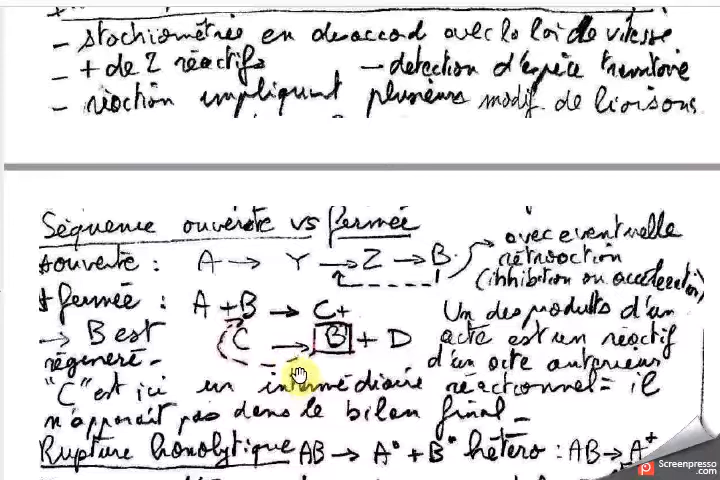 - stochiométrie en desaccord avec la loi de vitesse
- + de 2 réactifs - detection d'espèce transitoire
- réaction impliquant plusieurs modif. de liaisons
Séquence ouverte vs fermée
+ ouverte : A → Y → Z → B
avec eventuelle
rétroaction
(inhibition ou accélération)
+ fermée : A + B → C +
C → B + D
→ B est
régénéré -
Un des produits d'un
acte est un réactif
d'un acte antérieur
"C" est ici un intermédiaire réactionnel = il
n'apparait pas dans le bilan final -
Rupture homolytique AB → A° + B° hétéro : AB → A+
Screenpresso
.com